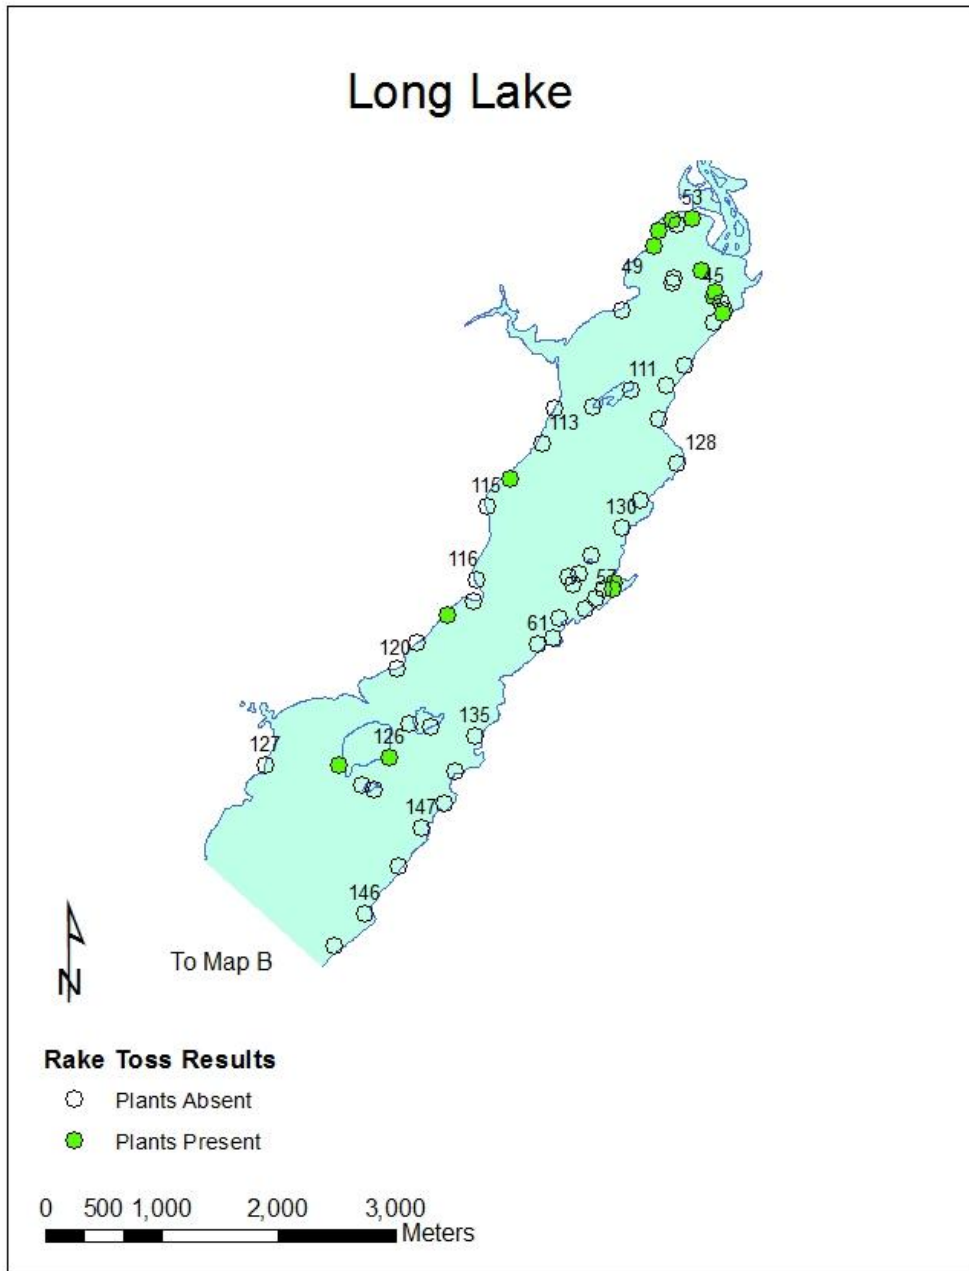 Long Lake
53
49
45
111
113
128
115
130
116
57
61
120
135
126
127
147
146
To Map B
N
Rake Toss Results
Plants Absent
Plants Present
0 500 1,000 2,000 3,000
Meters